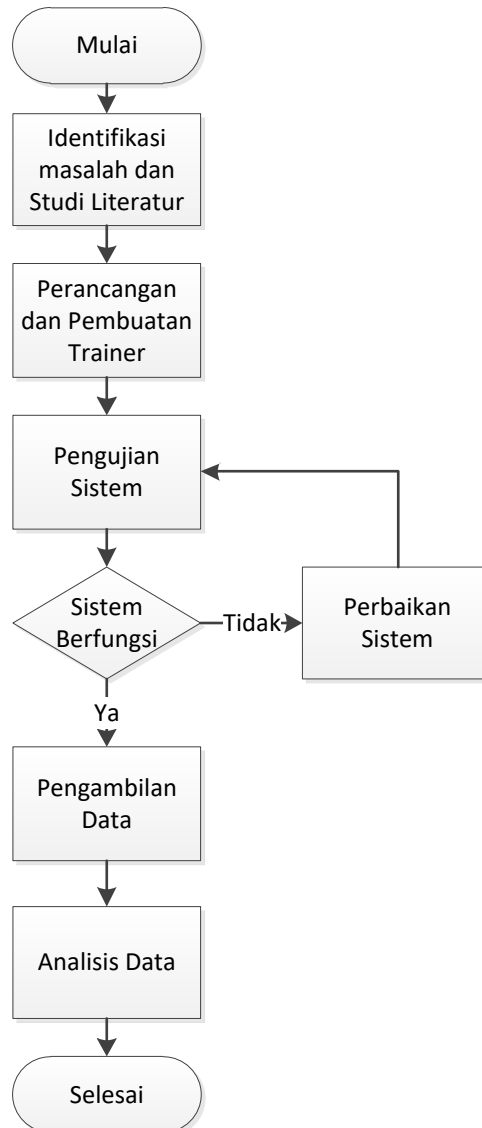 Mulai
Identifikasi
masalah dan
Studi Literatur
Perancangan
dan Pembuatan
Trainer
Pengujian
Sistem
Sistem
Berfungsi
Tidak
Perbaikan
Sistem
Ya
Pengambilan
Data
Analisis Data
Selesai